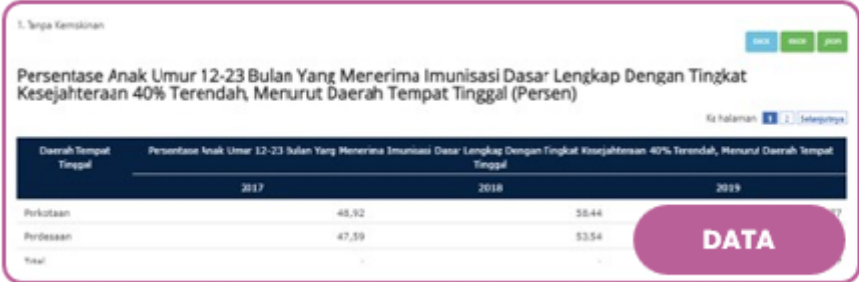 1. Tanpa Kemiskinan
excel
json
Persentase Anak Umur 12-23 Bulan Yang Menerima Imunisasi Dasar Lengkap Dengan Tingkat
Kesejahteraan 40% Terendah, Menurut Daerah Tempat Tinggal (Persen)
Ke halaman 1 2 Selanjutnya
Daerah Tempat
Tinggal
Persentase Anak Umur 12-23 Bulan Yang Menerima Imunisasi Dasar Lengkap Dengan Tingkat Kesejahteraan 40% Terendah, Menurut Daerah Tempat
Tinggal
2017 2018 2019
Perkotaan 48,92 58.44
Perdesaan 47,59 53.54
Total - -
DATA